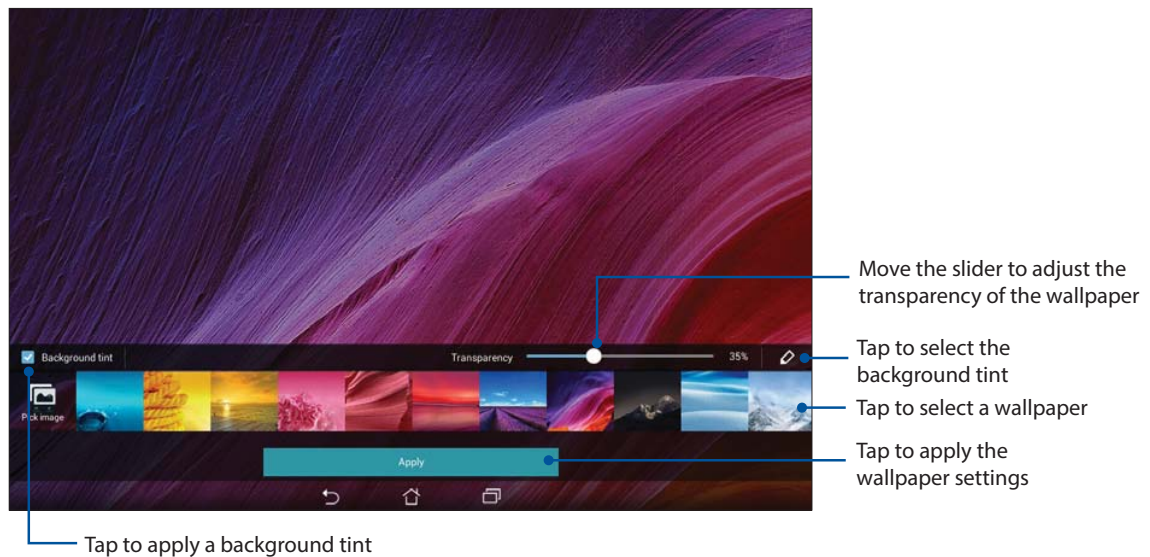 Move the slider to adjust the
transparency of the wallpaper
Background tint
Transparency
35%
Tap to select the
background tint
Pick image
Tap to select a wallpaper
Apply
Tap to apply the
wallpaper settings
Tap to apply a background tint